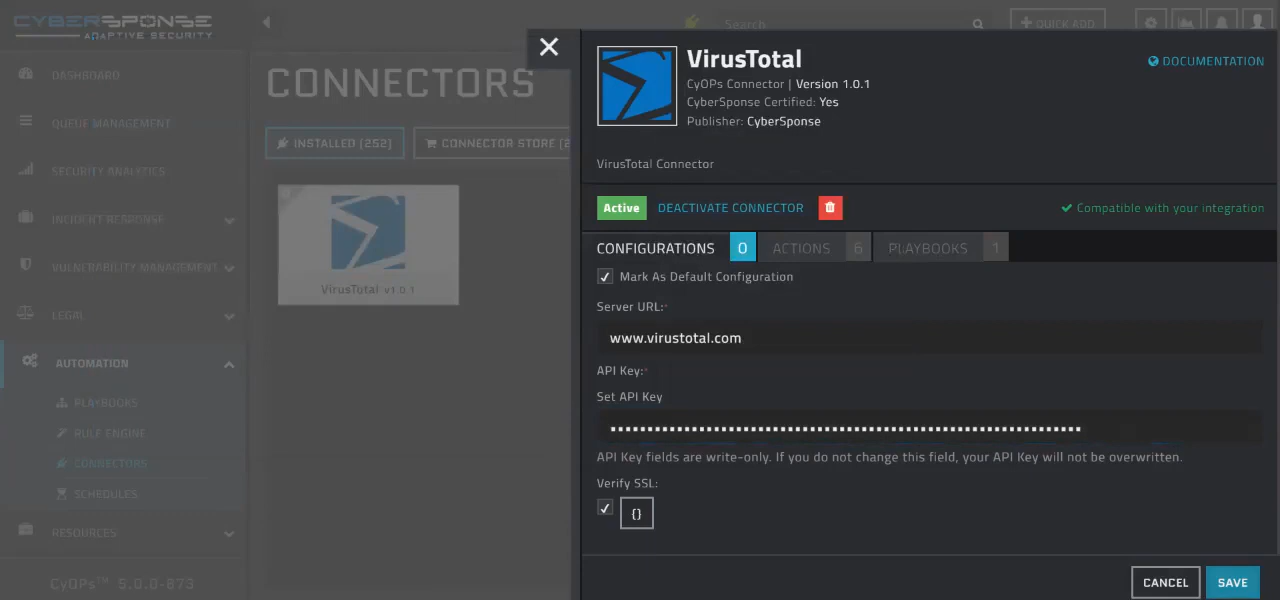 CYBERSPONSE
ADAPTIVE SECURITY
Search
+ QUICK ADD
DASHBOARD
QUEUE MANAGEMENT
SECURITY ANALYTICS
INCIDENT RESPONSE
VULNERABILITY MANAGEMENT
LEGAL
AUTOMATION
PLAYBOOKS
RULE ENGINE
CONNECTORS
SCHEDULES
RESOURCES
CyOPs™ 5.0.0-873
CONNECTORS
INSTALLED (252)
CONNECTOR STORE
VirusTotal v1.0.1
VirusTotal
DOCUMENTATION
CyOPs Connector | Version 1.0.1
CyberSponse Certified: Yes
Publisher: CyberSponse
VirusTotal Connector
Active DEACTIVATE CONNECTOR
Compatible with your integration
CONFIGURATIONS 0 ACTIONS 6 PLAYBOOKS 1
Mark As Default Configuration
Server URL:*
www.virustotal.com
API Key:*
Set API Key
API Key fields are write-only. If you do not change this field, your API Key will not be overwritten.
Verify SSL:
{}
CANCEL SAVE